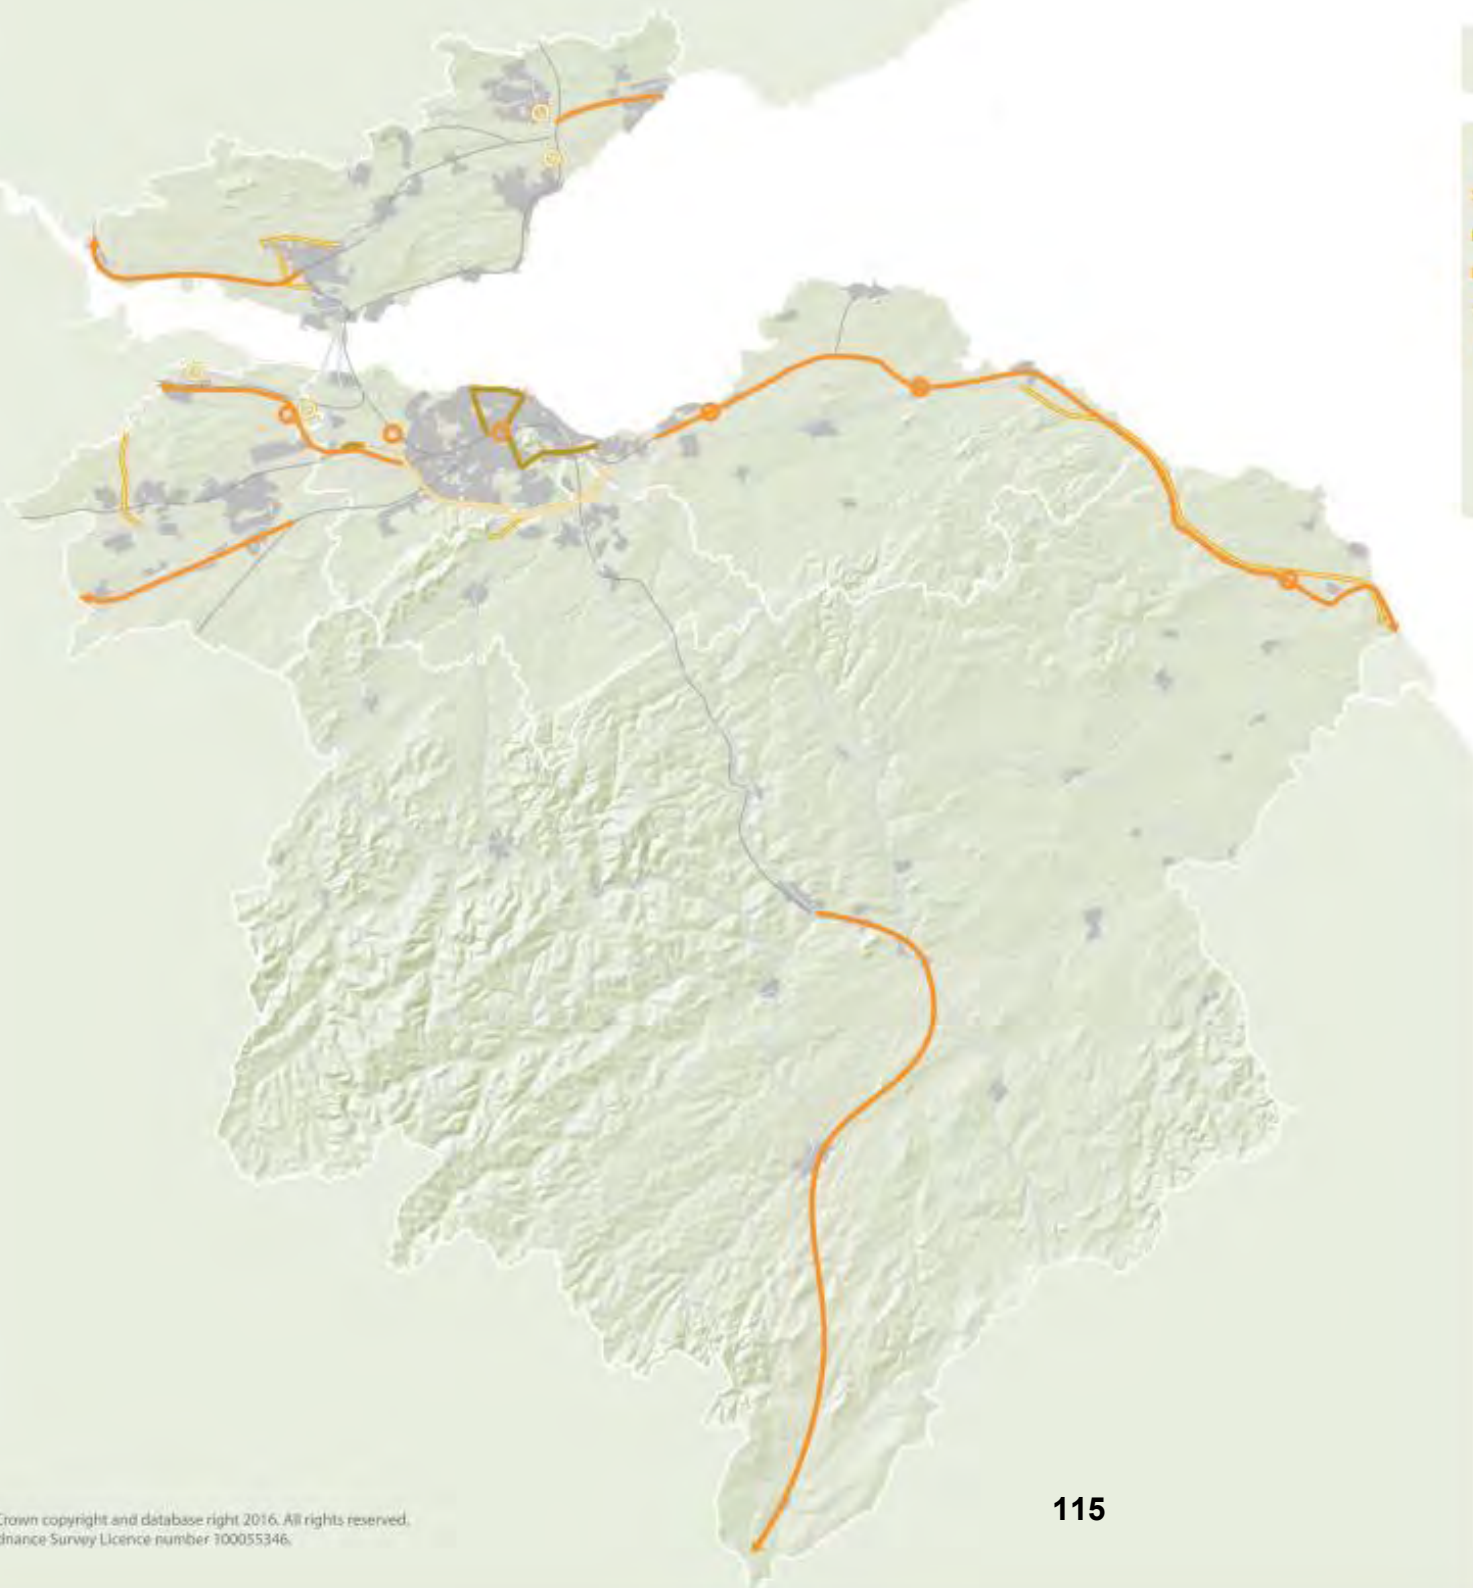 Crown copyright and database right 2016. All rights reserved.
dnance Survey Licence number 100055346.
115